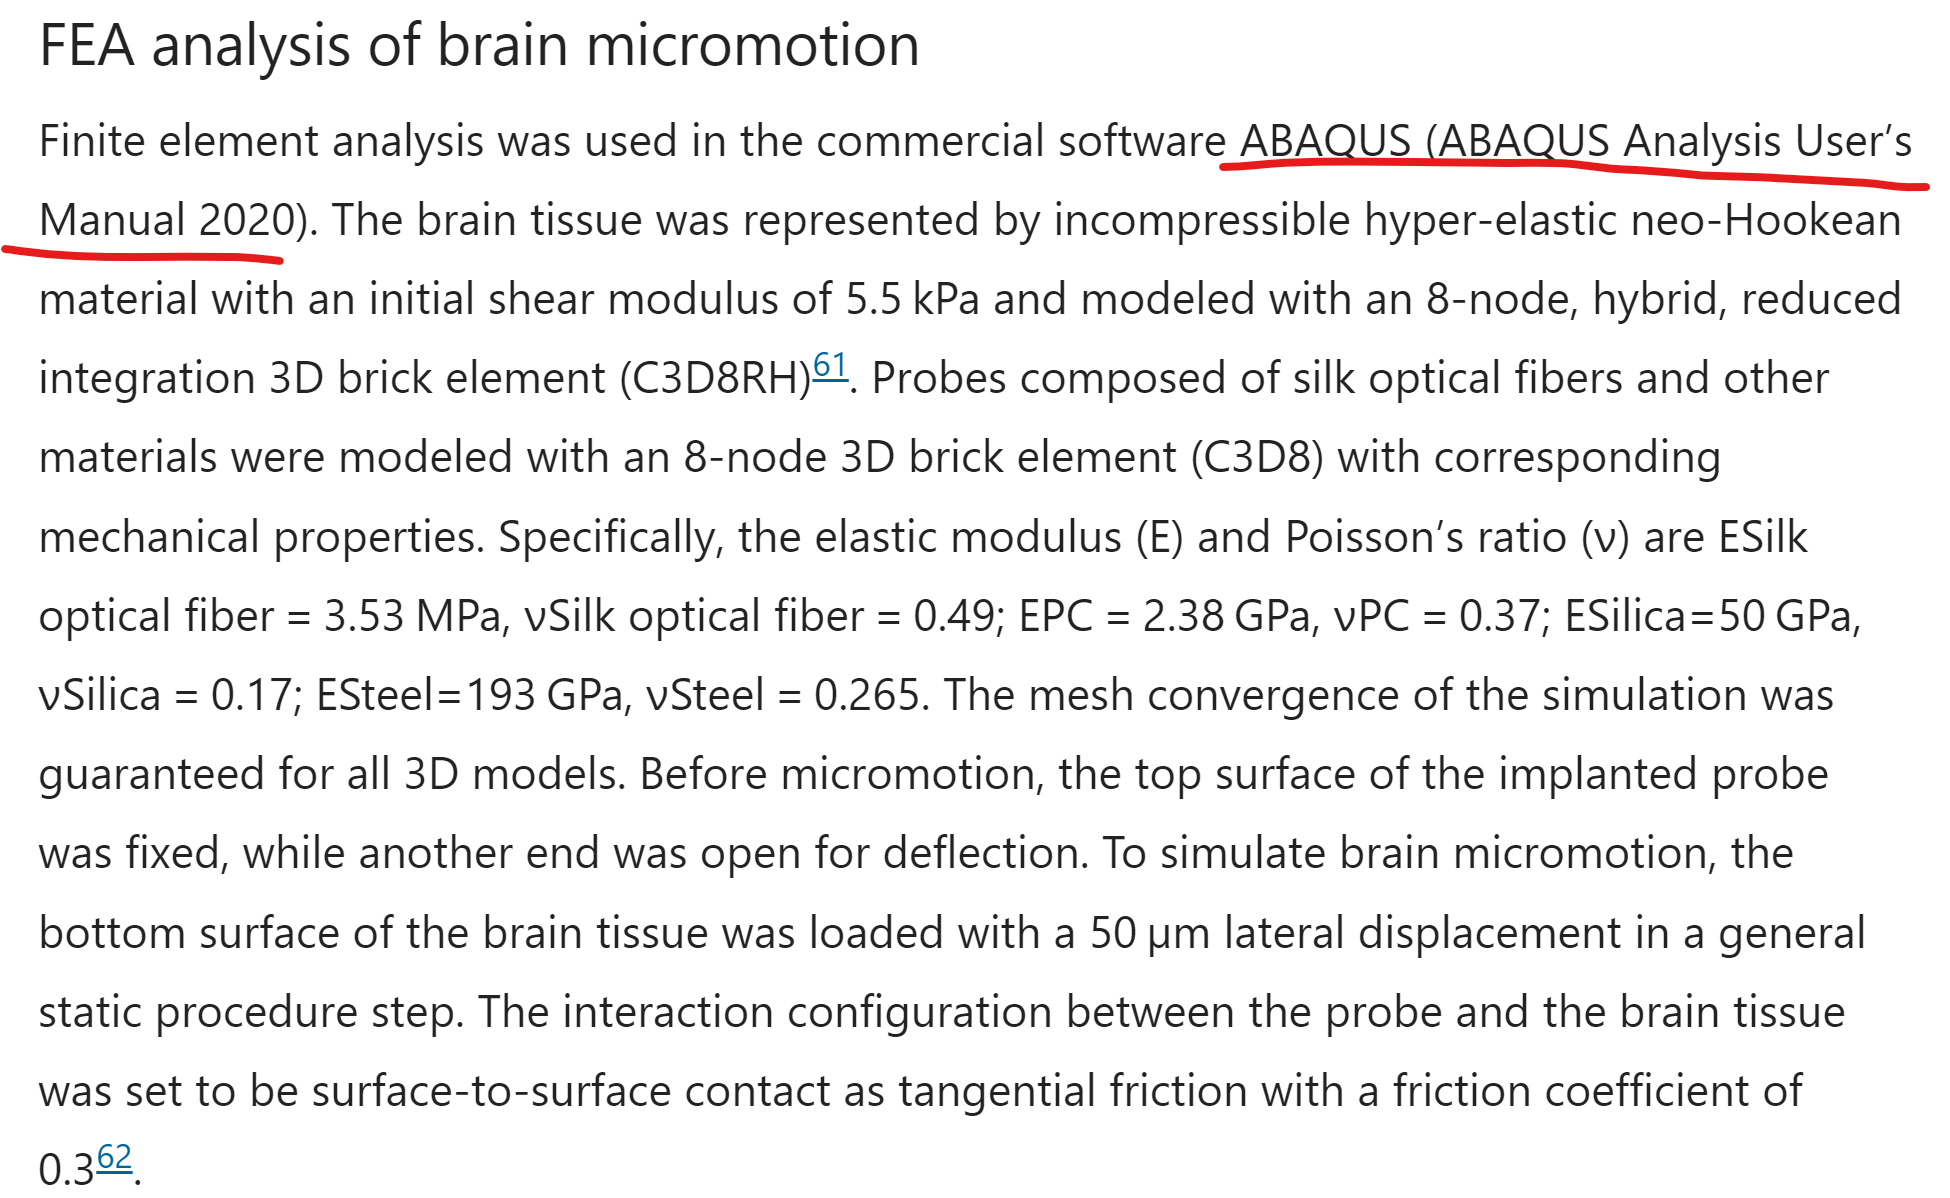 FEA analysis of brain micromotion
Finite element analysis was used in the commercial software ABAQUS (ABAQUS Analysis User’s
Manual 2020). The brain tissue was represented by incompressible hyper-elastic neo-Hookean
material with an initial shear modulus of 5.5 kPa and modeled with an 8-node, hybrid, reduced
integration 3D brick element (C3D8RH)61. Probes composed of silk optical fibers and other
materials were modeled with an 8-node 3D brick element (C3D8) with corresponding
mechanical properties. Specifically, the elastic modulus (E) and Poisson’s ratio (ν) are ESilk
optical fiber = 3.53 MPa, νSilk optical fiber = 0.49; EPC = 2.38 GPa, νPC = 0.37; ESilica=50 GPa,
νSilica = 0.17; ESteel=193 GPa, νSteel = 0.265. The mesh convergence of the simulation was
guaranteed for all 3D models. Before micromotion, the top surface of the implanted probe
was fixed, while another end was open for deflection. To simulate brain micromotion, the
bottom surface of the brain tissue was loaded with a 50 μm lateral displacement in a general
static procedure step. The interaction configuration between the probe and the brain tissue
was set to be surface-to-surface contact as tangential friction with a friction coefficient of
0.362.